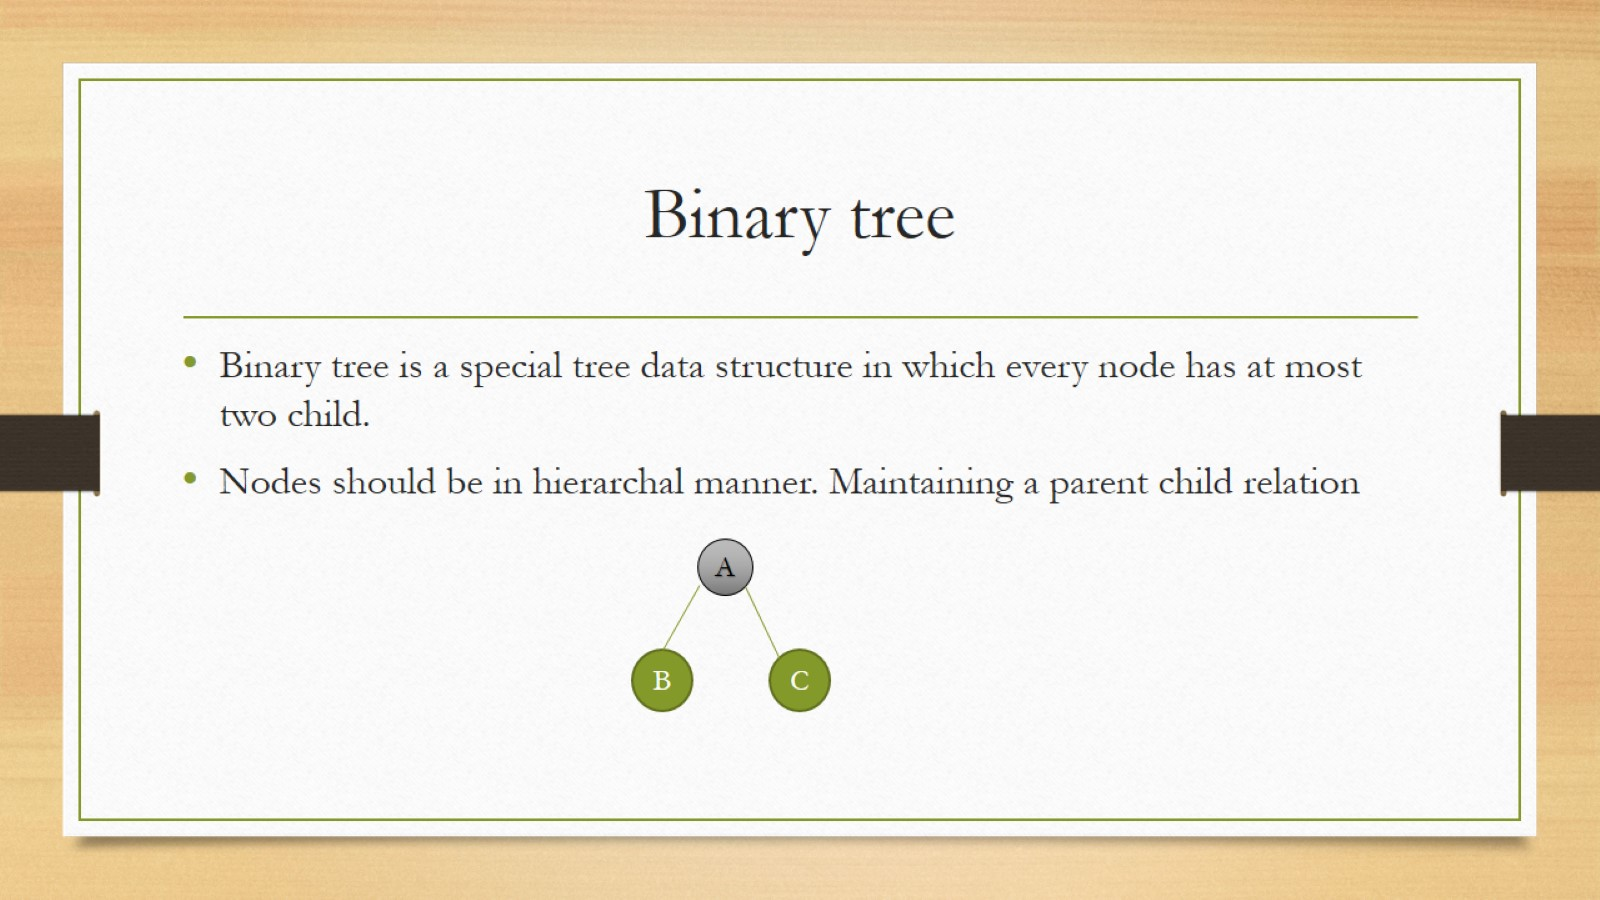 Binary tree
• Binary tree is a special tree data structure in which every node has at most
two child.
• Nodes should be in hierarchal manner. Maintaining a parent child relation
A
B C